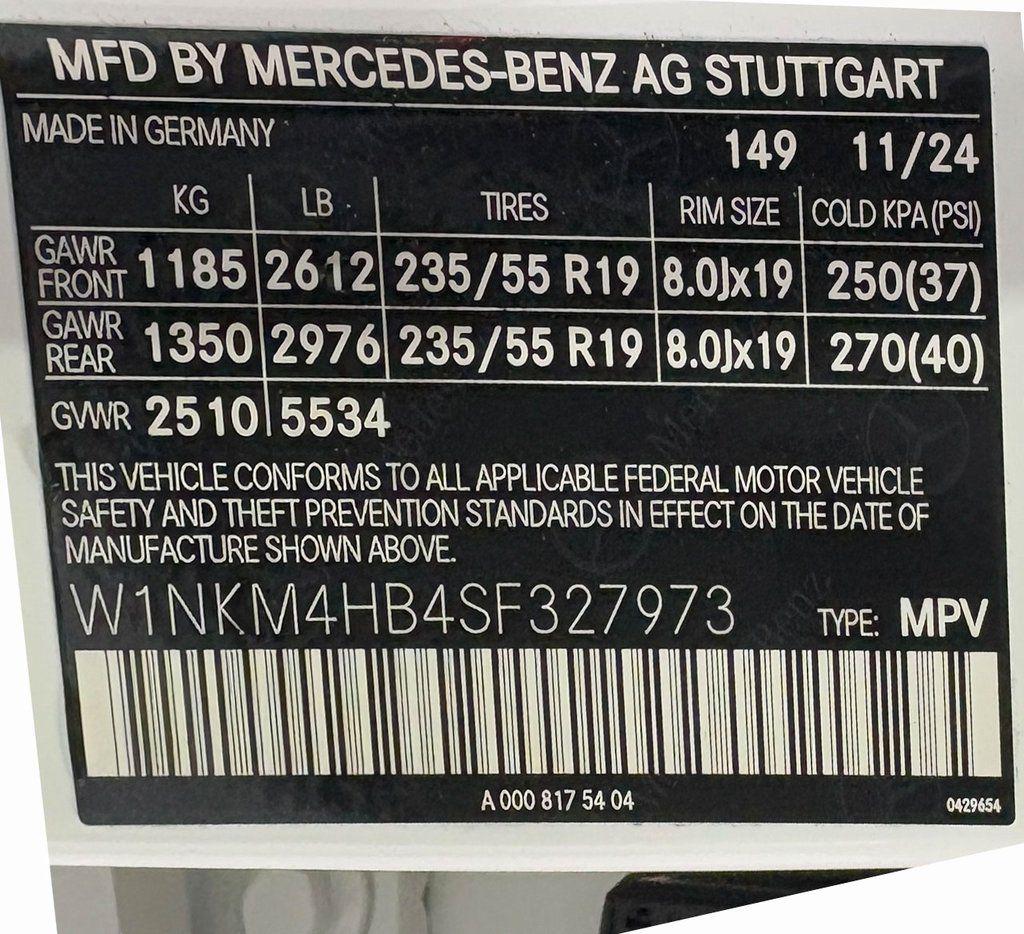 MFD BY MERCEDES-BENZ AG STUTTGART
MADE IN GERMANY 149 11/24
KG LB TIRES RIM SIZE COLD KPA (PSI)
GAWR FRONT 1185 2612 235/55 R19 8.0Jx19 250(37)
GAWR REAR 1350 2976 235/55 R19 8.0Jx19 270(40)
GVWR 2510 5534
THIS VEHICLE CONFORMS TO ALL APPLICABLE FEDERAL MOTOR VEHICLE
SAFETY AND THEFT PREVENTION STANDARDS IN EFFECT ON THE DATE OF
MANUFACTURE SHOWN ABOVE.
W1NKM4HB4SF327973 TYPE: MPV
A 000 817 54 04 0429654